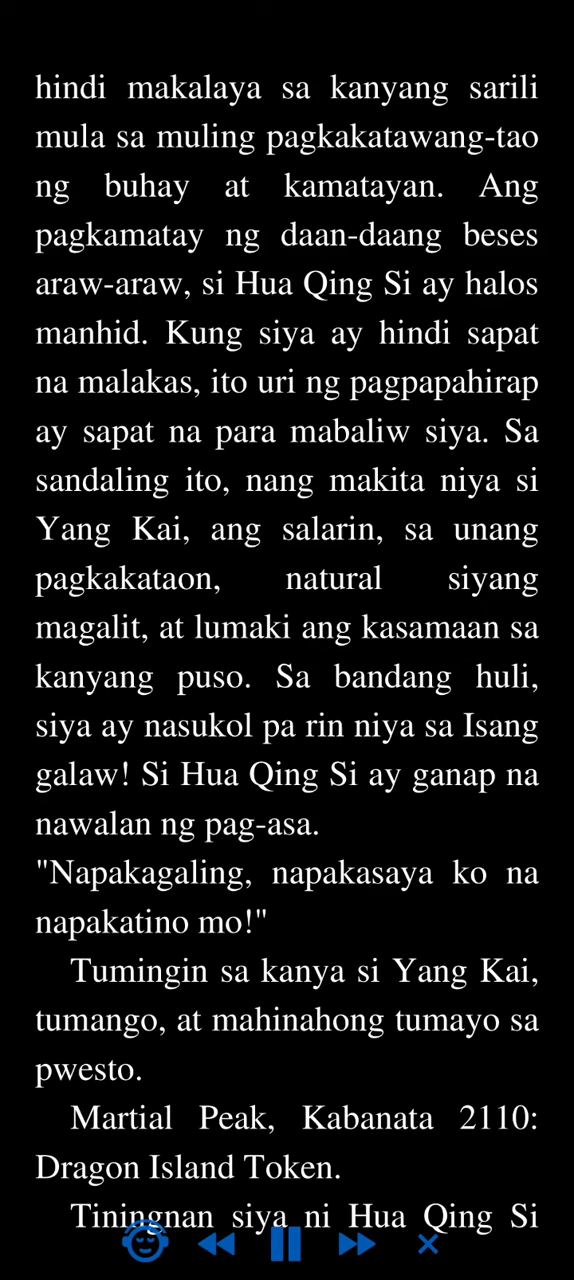 hindi makalaya sa kanyang sarili
mula sa muling pagkakatawang-tao
ng buhay at kamatayan. Ang
pagkamatay ng daan-daang beses
araw-araw, si Hua Qing Si ay halos
manhid. Kung siya ay hindi sapat
na malakas, ito uri ng pagpapahirap
ay sapat na para mabaliw siya. Sa
sandaling ito, nang makita niya si
Yang Kai, ang salarin, sa unang
pagkakataon, natural siyang
magalit, at lumaki ang kasamaan sa
kanyang puso. Sa bandang huli,
siya ay nasukol pa rin niya sa Isang
galaw! Si Hua Qing Si ay ganap na
nawalan ng pag-asa.
"Napakagaling, napakasaya ko na
napakatino mo!"
Tumingin sa kanya si Yang Kai,
tumango, at mahinahong tumayo sa
pwesto.
Martial Peak, Kabanata 2110:
Dragon Island Token.
Tiningnan siya ni Hua Qing Si